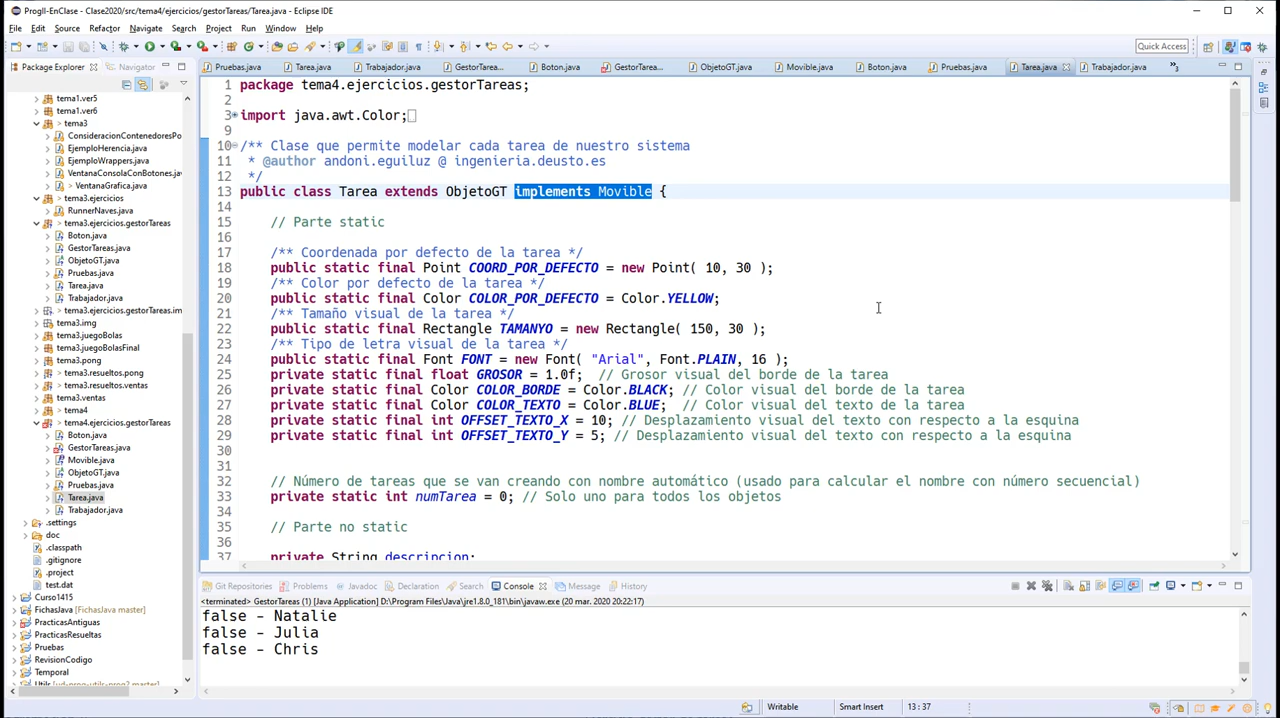 ProgII-EnClase - Clase2020/src/tema4/ejercicios/gestorTareas/Tarea.java - Eclipse IDE
File Edit Source Refactor Navigate Search Project Run Window Help
Quick Access
Package Explorer Navigator
Pruebas.java Tarea.java Trabajador.java GestorTarea... Boton.java GestorTarea... ObjetoGT.java Movible.java Boton.java Pruebas.java Tarea.java Trabajador.java »3
tema1.ver5
tema1.ver6
> tema3
ConsideracionContenedoresPo
EjemploHerencia.java
EjemploWrappers.java
VentanaConsolaConBotones.
> VentanaGrafica.java
tema3.ejercicios
RunnerNaves.java
> tema3.ejercicios.gestorTareas
Boton.java
GestorTareas.java
ObjetoGT.java
Pruebas.java
Tarea.java
Trabajador.java
> tema3.ejercicios.gestorTareas.im
tema3.img
tema3.juegoBolas
tema3.juegoBolasFinal
tema3.pong
> tema3.resueltos.pong
> tema3.resueltos.ventas
tema3.ventas
> tema4
tema4.ejercicios.gestorTareas
Boton.java
GestorTareas.java
Movible.java
ObjetoGT.java
Pruebas.java
Tarea.java
Trabajador.java
.settings
doc
.classpath
.gitignore
.project
test.dat
Curso1415
FichasJava [FichasJava master]
PracticasAntiguas
PracticasResueltas
Pruebas
RevisionCodigo
Temporal
Utils [ud-prog-utils-prog2 master]
1 package tema4.ejercicios.gestorTareas;
2
3 import java.awt.Color;
9
10 /** Clase que permite modelar cada tarea de nuestro sistema
11 * @author andoni.eguiluz @ ingenieria.deusto.es
12 */
13 public class Tarea extends ObjetoGT implements Movible {
14
15 // Parte static
16
17 /** Coordenada por defecto de la tarea */
18 public static final Point COORD_POR_DEFECTO = new Point( 10, 30 );
19 /** Color por defecto de la tarea */
20 public static final Color COLOR_POR_DEFECTO = Color.YELLOW;
21 /** Tamaño visual de la tarea */
22 public static final Rectangle TAMANYO = new Rectangle( 150, 30 );
23 /** Tipo de letra visual de la tarea */
24 public static final Font FONT = new Font( "Arial", Font.PLAIN, 16 );
25 private static final float GROSOR = 1.0f; // Grosor visual del borde de la tarea
26 private static final Color COLOR_BORDE = Color.BLACK; // Color visual del borde de la tarea
27 private static final Color COLOR_TEXTO = Color.BLUE; // Color visual del texto de la tarea
28 private static final int OFFSET_TEXTO_X = 10; // Desplazamiento visual del texto con respecto a la esquina
29 private static final int OFFSET_TEXTO_Y = 5; // Desplazamiento visual del texto con respecto a la esquina
30
31
32 // Número de tareas que se van creando con nombre automático (usado para calcular el nombre con número secuencial)
33 private static int numTarea = 0; // Solo uno para todos los objetos
34
35 // Parte no static
36
37 private String descripcion;
Git Repositories Problems Javadoc Declaration Search Console Message History
<terminated> GestorTareas (1) [Java Application] D:\Program Files\Java\jre1.8.0_181\bin\javaw.exe (20 mar. 2020 20:22:17)
false - Natalie
false - Julia
false - Chris
Writable Smart Insert 13 : 37